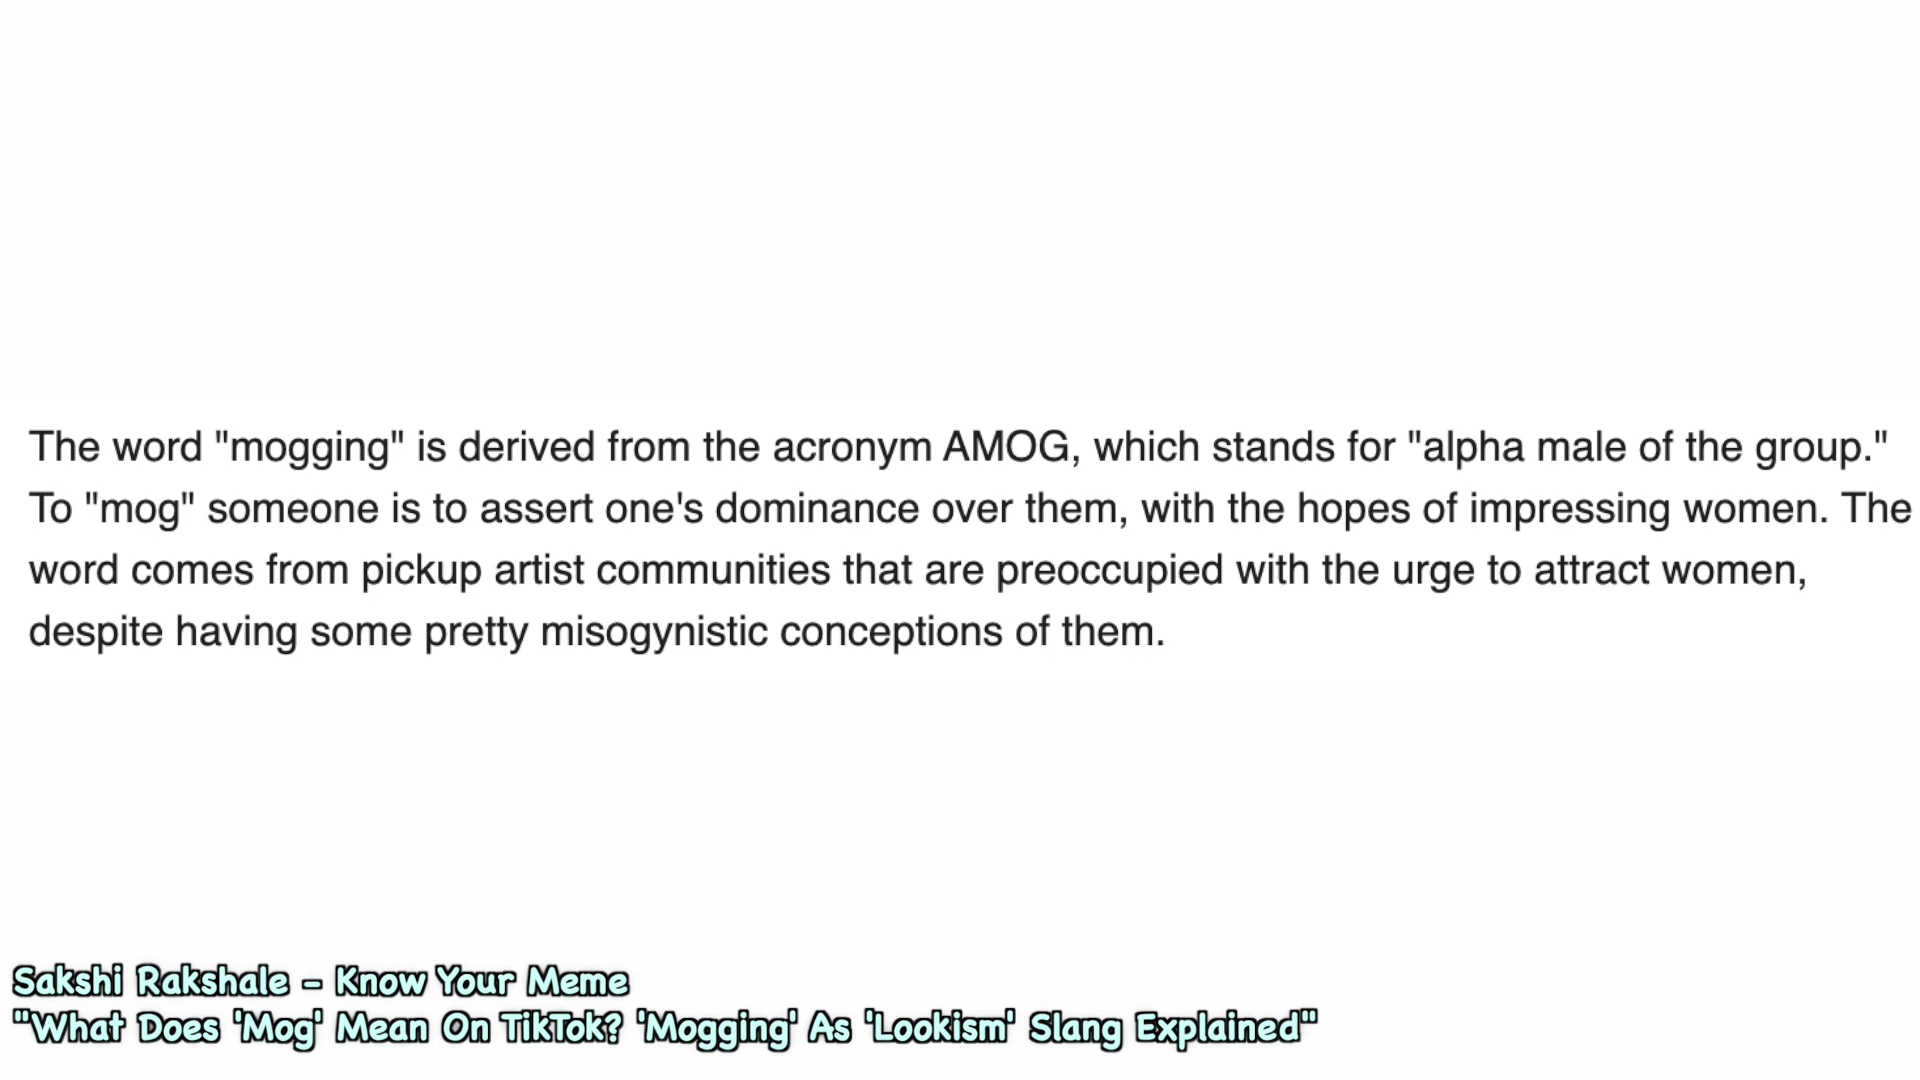 The word "mogging" is derived from the acronym AMOG, which stands for "alpha male of the group."
To "mog" someone is to assert one's dominance over them, with the hopes of impressing women. The
word comes from pickup artist communities that are preoccupied with the urge to attract women,
despite having some pretty misogynistic conceptions of them.
Sakshi Rakshale - Know Your Meme
"What Does 'Mog' Mean On TikTok? 'Mogging' As 'Lookism' Slang Explained"